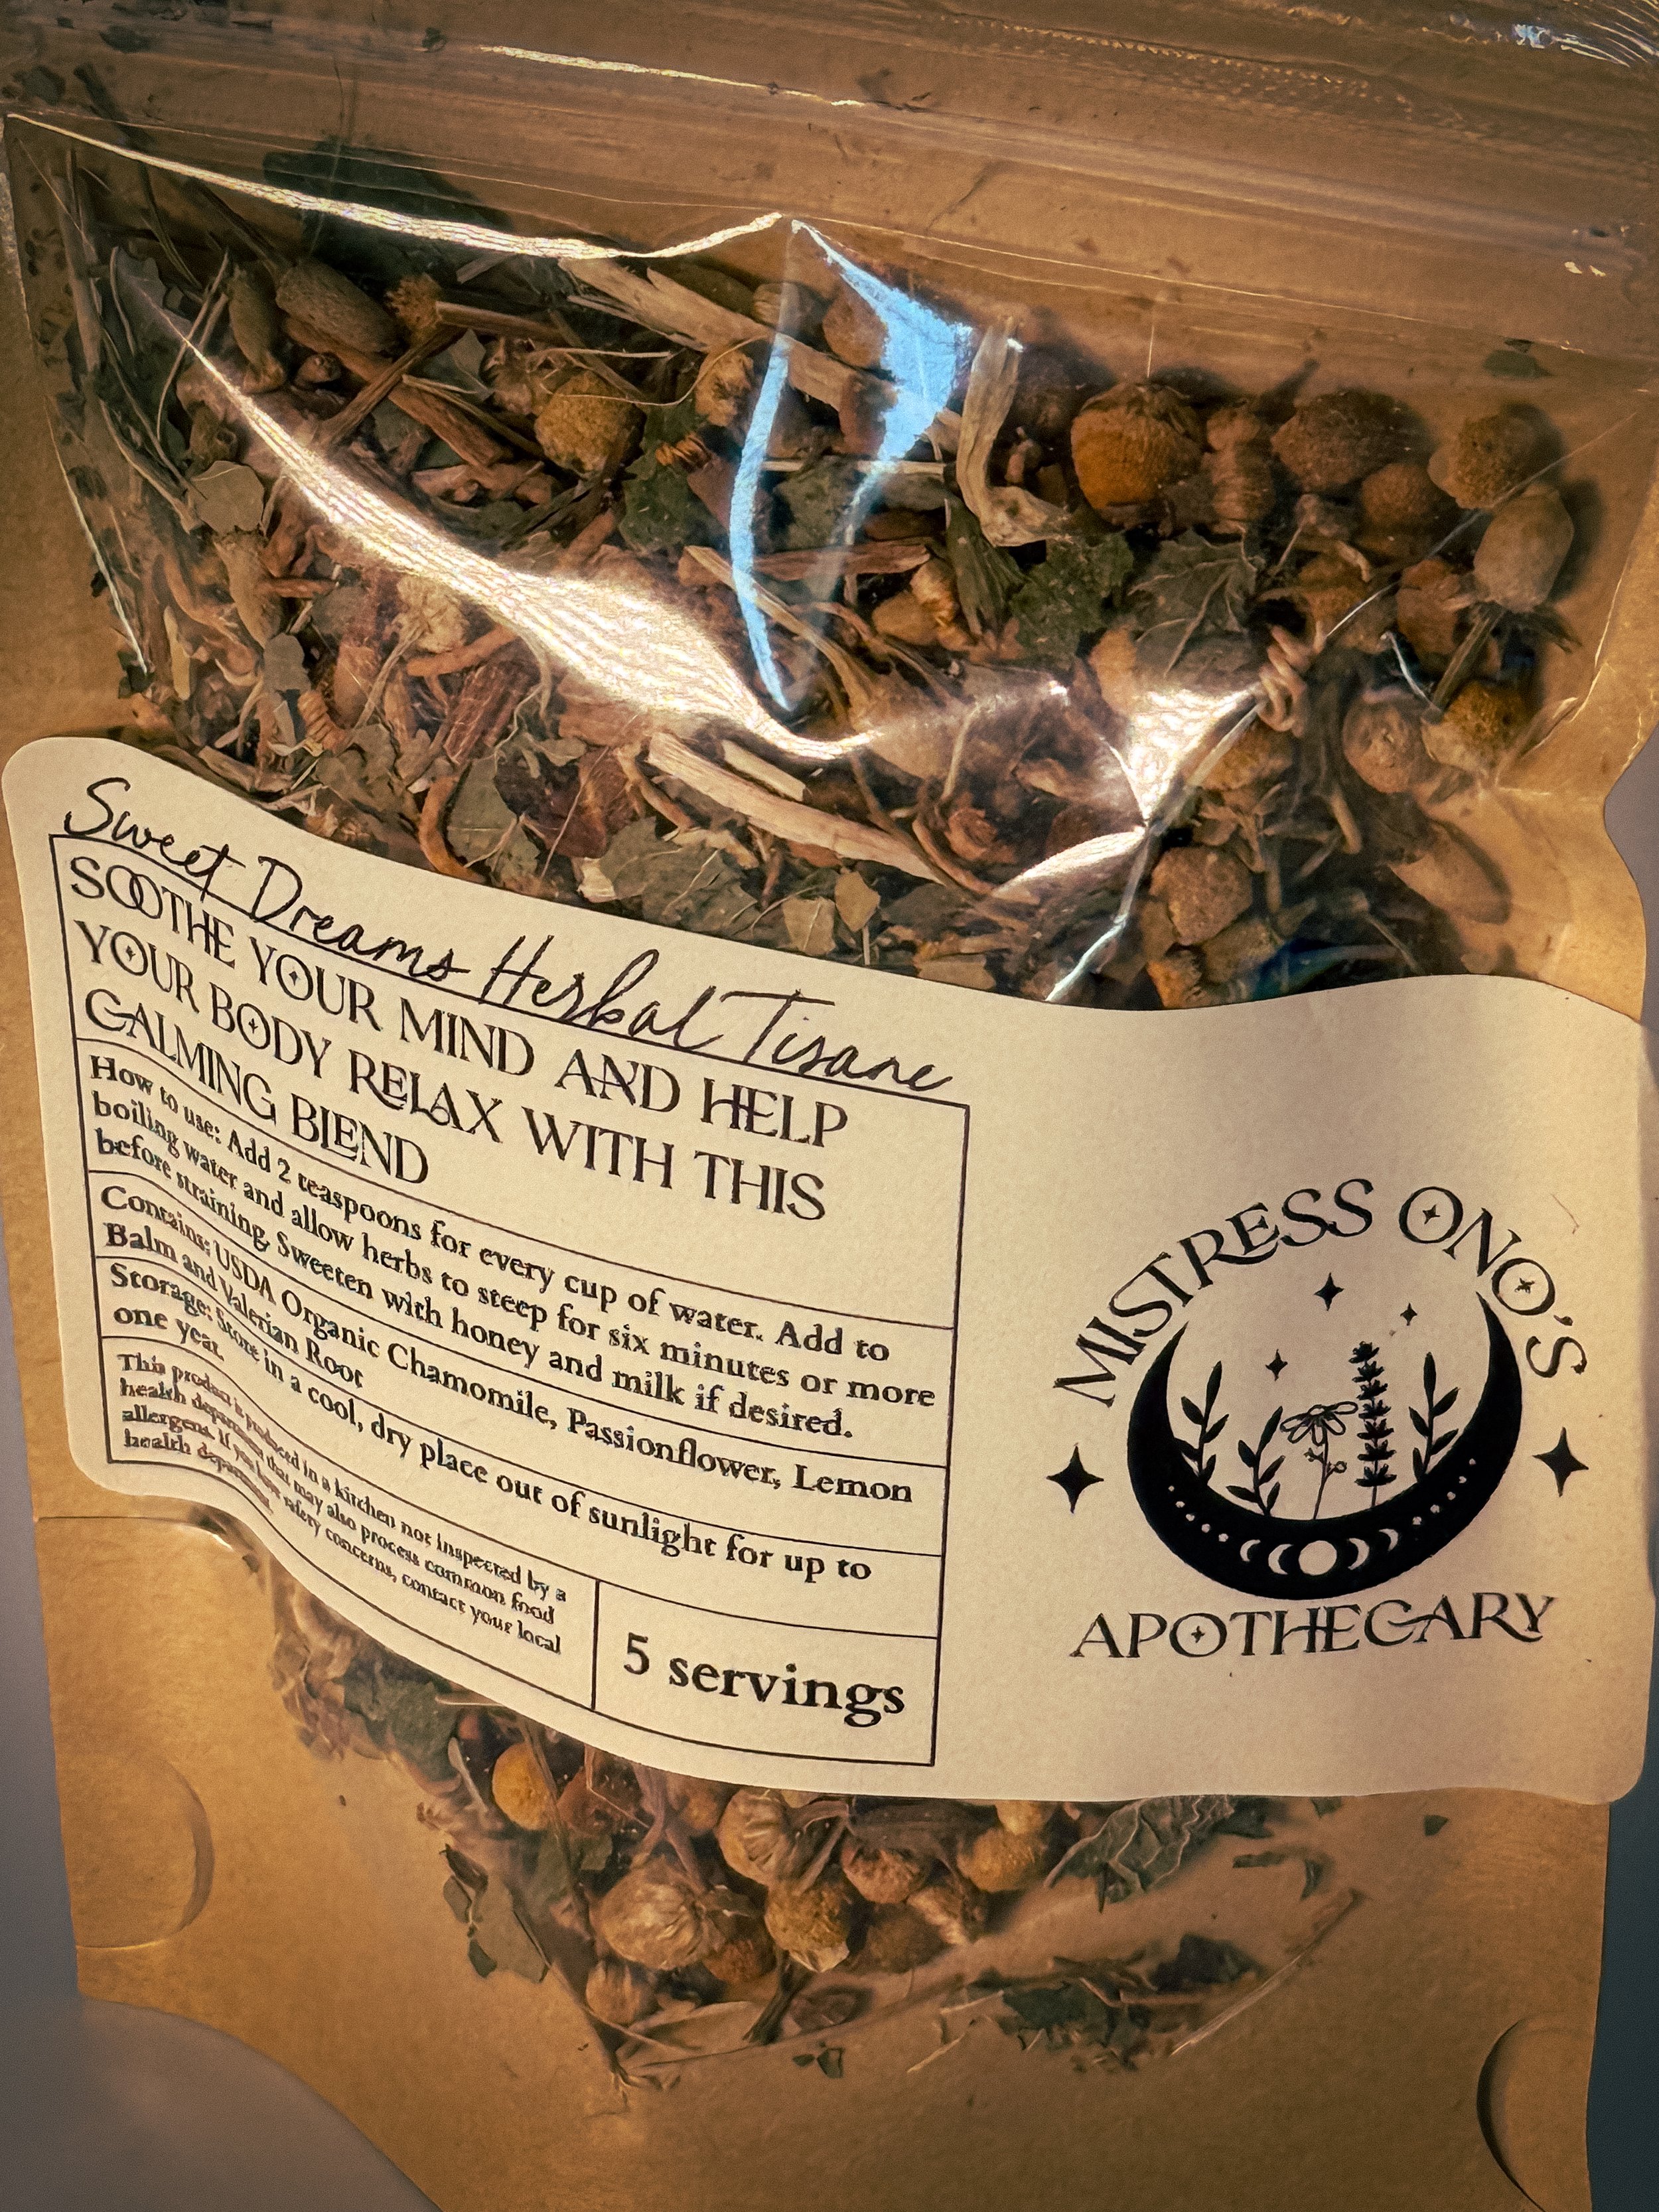 Sweet Dreams Herbal Tisane
SOOTHE YOUR MIND AND HELP
YOUR BODY RELAX WITH THIS
CALMING BLEND
How to use: Add 2 teaspoons for every cup of water. Add to
boiling water and allow herbs to steep for six minutes or more
before straining. Sweeten with honey and milk if desired.
Contains: USDA Organic Chamomile, Passionflower, Lemon
Balm and Valerian Root
Storage: Store in a cool, dry place out of sunlight for up to
one year.
This product is produced in a kitchen not inspected by a
health department that may also process common food
allergens. If you have safety concerns, contact your local
health department.
5 servings
MISTRESS ONO'S
APOTHECARY